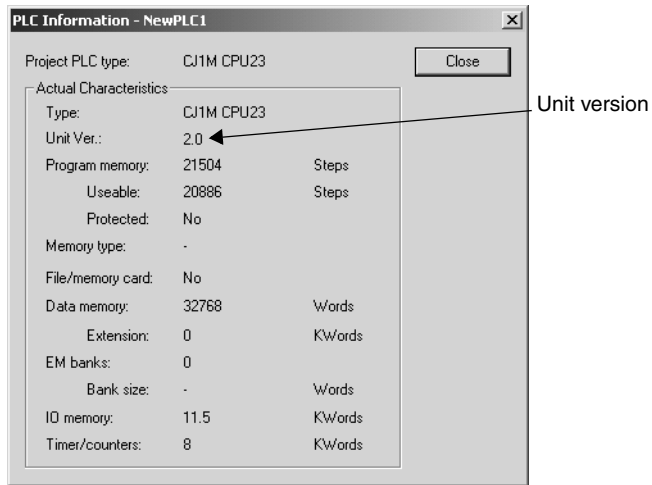 PLC Information - NewPLC1
Project PLC type: CJ1M CPU23 Close
Actual Characteristics
Type: CJ1M CPU23
Unit version
Unit Ver.: 2.0
Program memory: 21504 Steps
Useable: 20886 Steps
Protected: No
Memory type: -
File/memory card: No
Data memory: 32768 Words
Extension: 0 KWords
EM banks: 0
Bank size: - Words
IO memory: 11.5 KWords
Timer/counters: 8 KWords